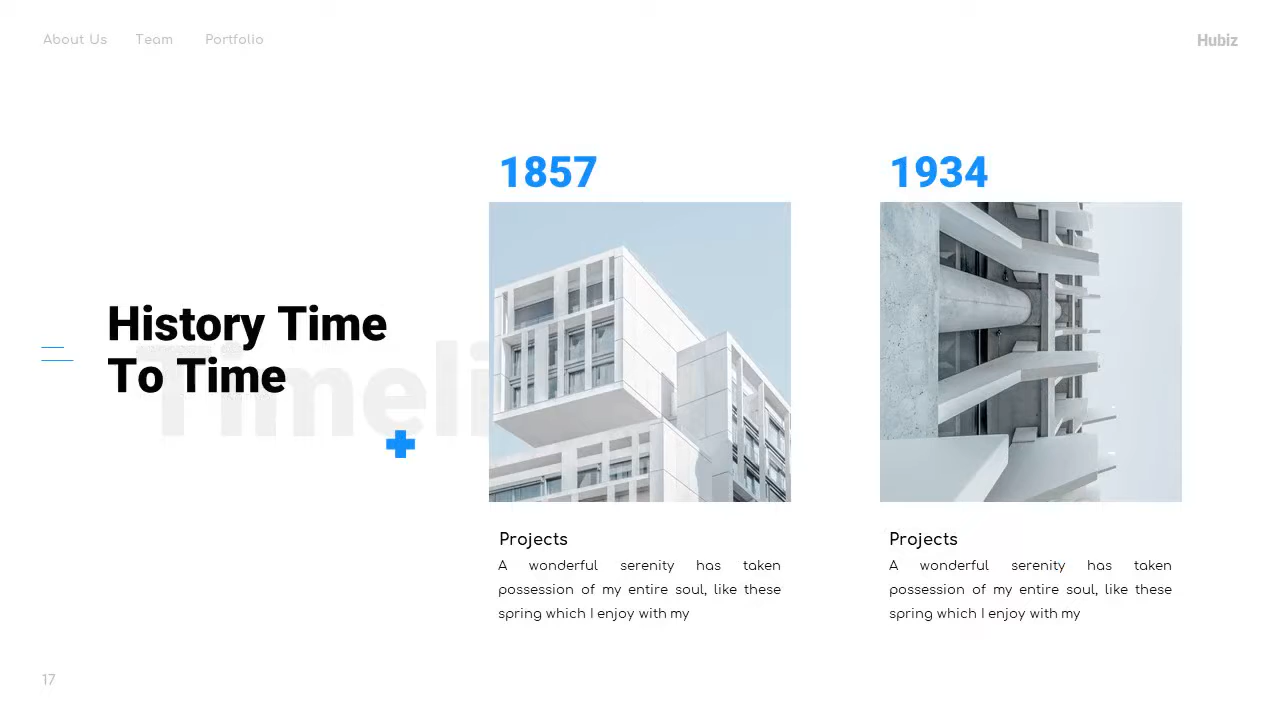 About Us Team Portfolio
Hubiz
1857
1934
History Time
To Time
Timeli
Projects
A wonderful serenity has taken
possession of my entire soul, like these
spring which I enjoy with my
Projects
A wonderful serenity has taken
possession of my entire soul, like these
spring which I enjoy with my
17